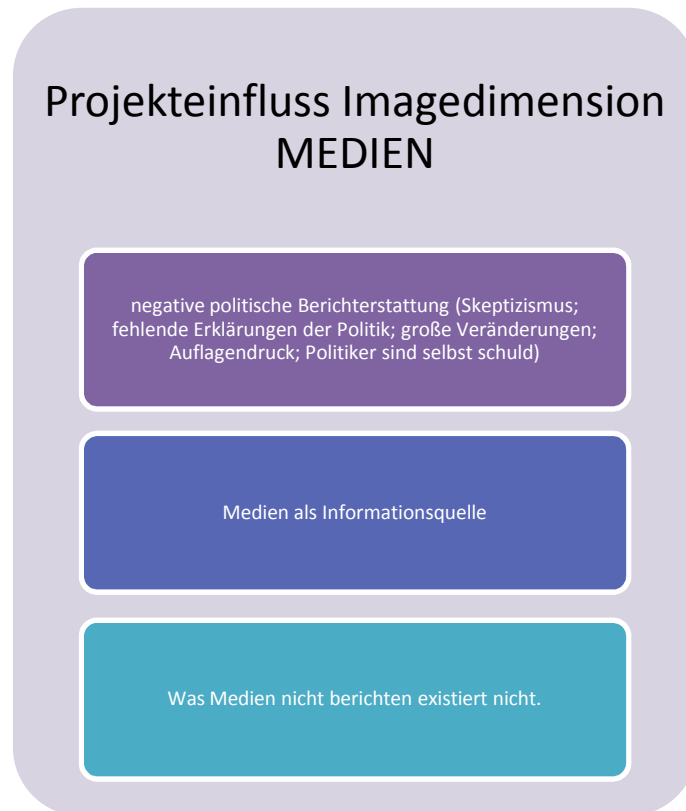 Projekteinfluss Imagedimension
MEDIEN
negative politische Berichterstattung (Skeptizismus;
fehlende Erklärungen der Politik; große Veränderungen;
Auflagendruck; Politiker sind selbst schuld)
Medien als Informationsquelle
Was Medien nicht berichten existiert nicht.